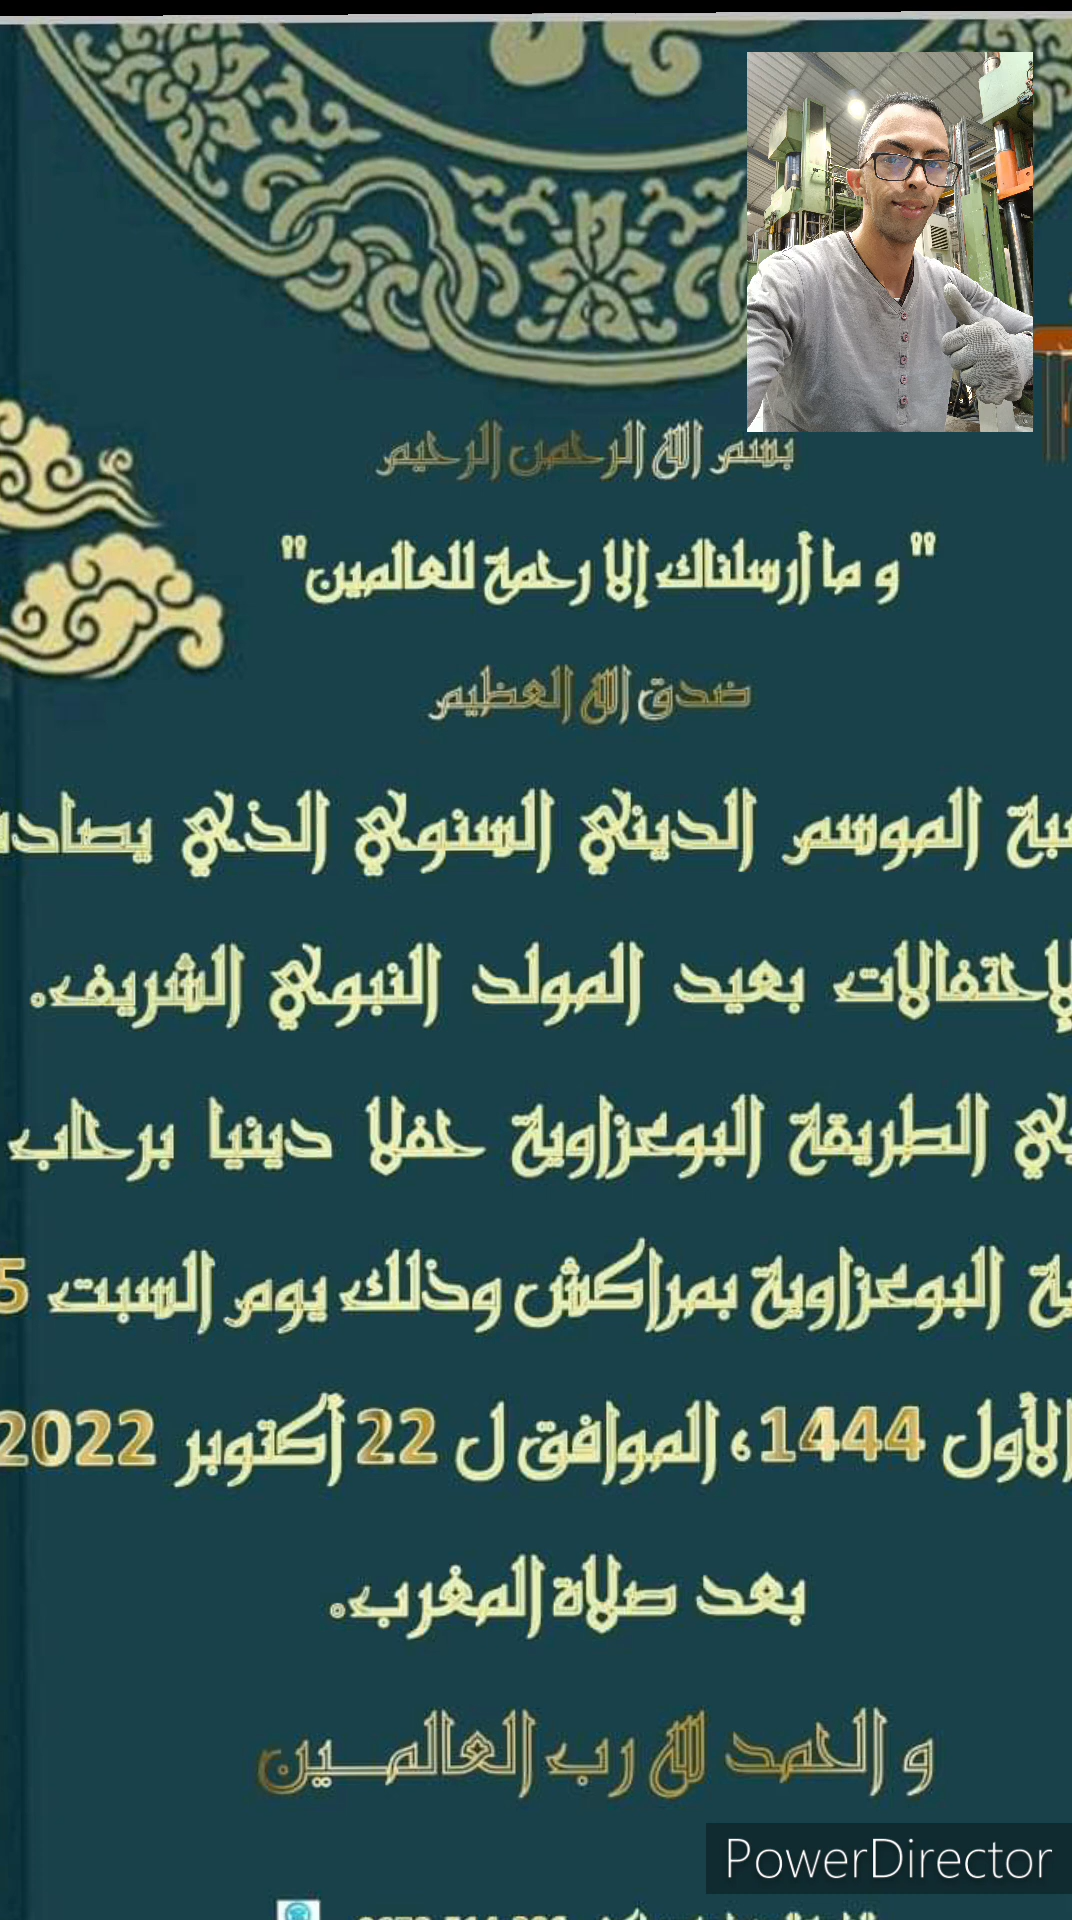 بسم الله الرحمن الرحيم
"و ما أرسلناك إلا رحمة للعالمين"
صدق الله العظيم
الموسم الديني السنوي الذي
بعيد المولد النبوي الشريف.
الطريقة البوعزاوية حفلا دينيا برحاب
البوعزاوية بمراكش وذلك يوم السبت 5
الأول 1444، الموافق ل 22 أكتوبر 2022
بعد صلاة المغرب.
و الحمد لله رب العالمين
PowerDirector